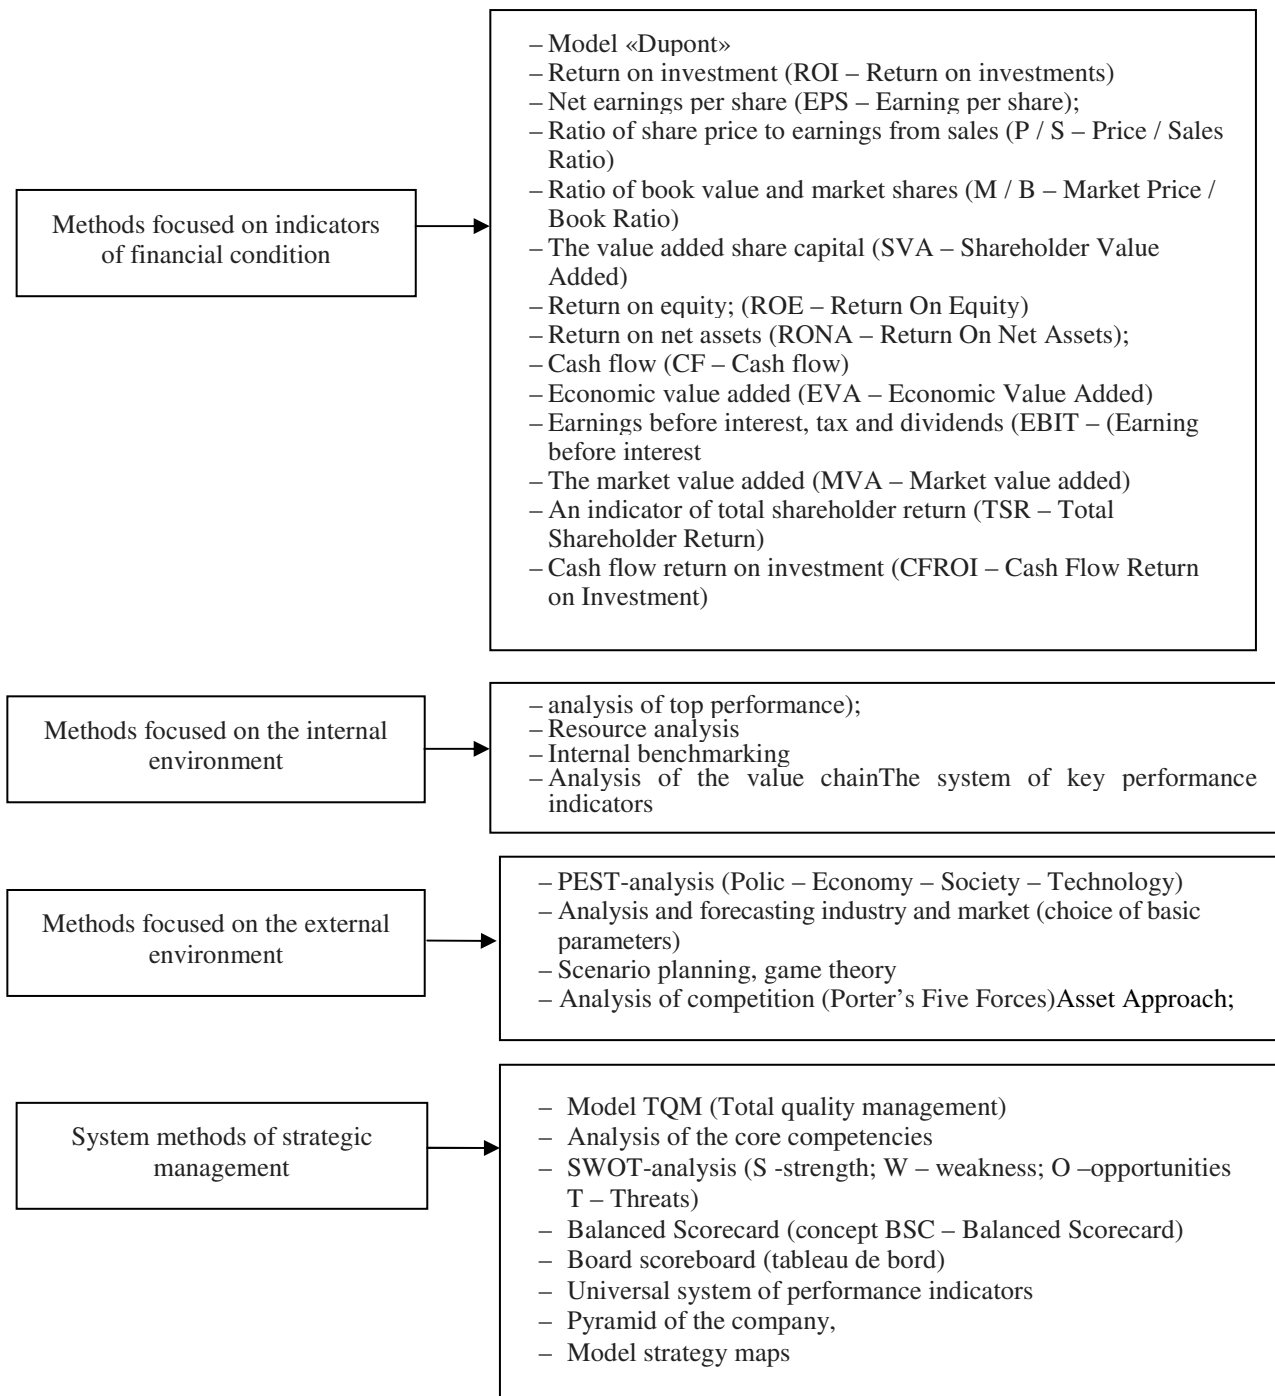 Methods focused on indicators
of financial condition
– Model «Dupont»
– Return on investment (ROI – Return on investments)
– Net earnings per share (EPS – Earning per share);
– Ratio of share price to earnings from sales (P / S – Price / Sales
Ratio)
– Ratio of book value and market shares (M / B – Market Price /
Book Ratio)
– The value added share capital (SVA – Shareholder Value
Added)
– Return on equity; (ROE – Return On Equity)
– Return on net assets (RONA – Return On Net Assets);
– Cash flow (CF – Cash flow)
– Economic value added (EVA – Economic Value Added)
– Earnings before interest, tax and dividends (EBIT – (Earning
before interest
– The market value added (MVA – Market value added)
– An indicator of total shareholder return (TSR – Total
Shareholder Return)
– Cash flow return on investment (CFROI – Cash Flow Return
on Investment)
Methods focused on the internal
environment
– analysis of top performance);
– Resource analysis
– Internal benchmarking
– Analysis of the value chainThe system of key performance
indicators
Methods focused on the external
environment
– PEST-analysis (Polic – Economy – Society – Technology)
– Analysis and forecasting industry and market (choice of basic
parameters)
– Scenario planning, game theory
– Analysis of competition (Porter's Five Forces)Asset Approach;
System methods of strategic
management
– Model TQM (Total quality management)
– Analysis of the core competencies
– SWOT-analysis (S -strength; W – weakness; O –opportunities
T – Threats)
– Balanced Scorecard (concept BSC – Balanced Scorecard)
– Board scoreboard (tableau de bord)
– Universal system of performance indicators
– Pyramid of the company,
– Model strategy maps